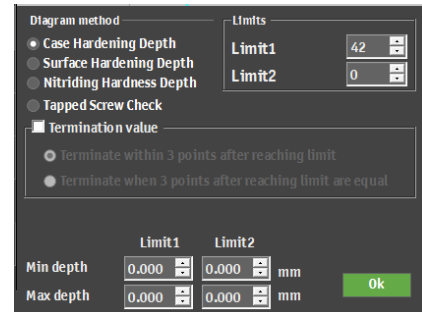 Diagram method
Case Hardening Depth
Surface Hardening Depth
Nitriding Hardness Depth
Tapped Screw Check
Limits
Limit1 42
Limit2 0
Termination value
Terminate within 3 points after reaching limit
Terminate when 3 points after reaching limit are equal
Limit1 Limit2
Min depth 0.000 0.000 mm
Max depth 0.000 0.000 mm
Ok